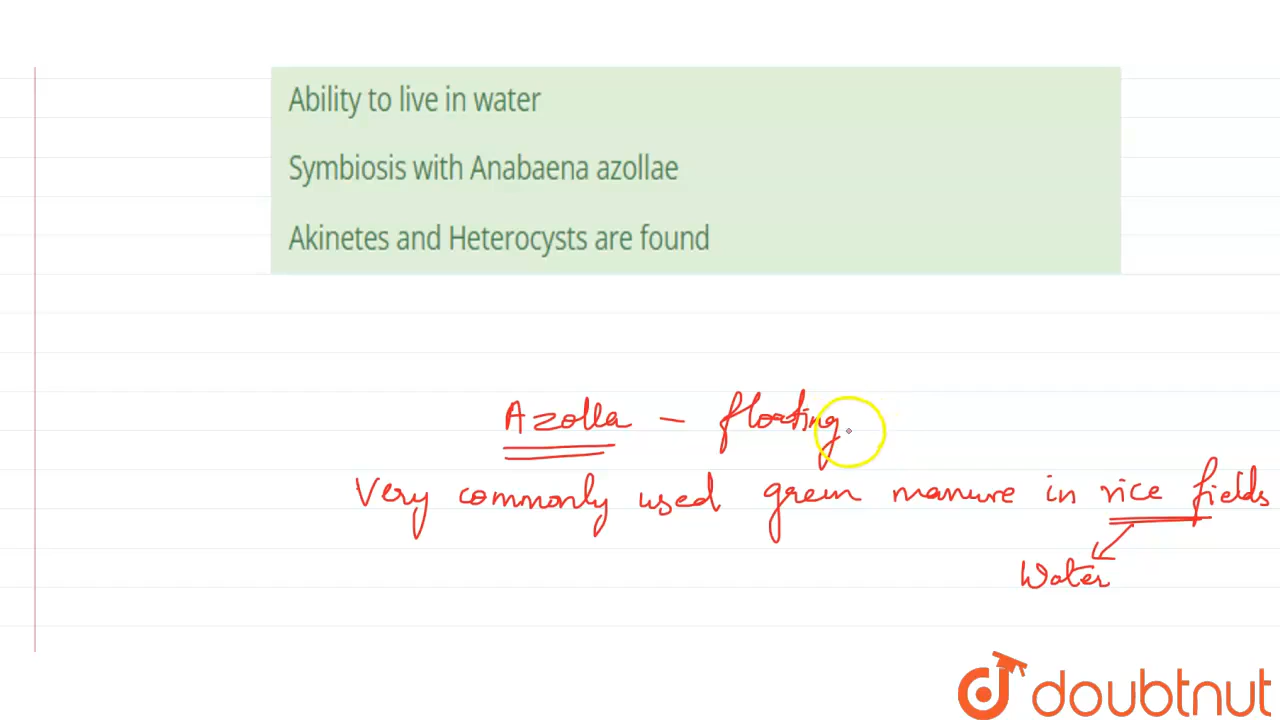 Ability to live in water
Symbiosis with Anabaena azollae
Akinetes and Heterocysts are found
Azolla - floating
Very commonly used green manure in rice fields
Water
doubtnut